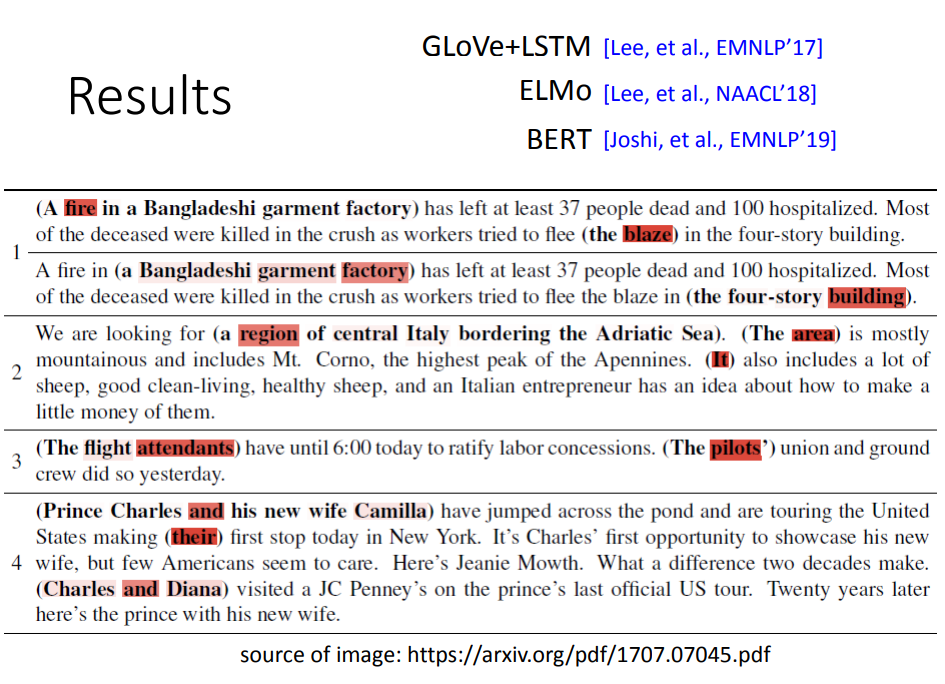 Results
GLoVe+LSTM [Lee, et al., EMNLP’17]
ELMo [Lee, et al., NAACL’18]
BERT [Joshi, et al., EMNLP’19]
1
(A fire in a Bangladeshi garment factory) has left at least 37 people dead and 100 hospitalized. Most
of the deceased were killed in the crush as workers tried to flee (the blaze) in the four-story building.
A fire in (a Bangladeshi garment factory) has left at least 37 people dead and 100 hospitalized. Most
of the deceased were killed in the crush as workers tried to flee the blaze in (the four-story building).
2
We are looking for (a region of central Italy bordering the Adriatic Sea). (The area) is mostly
mountainous and includes Mt. Corno, the highest peak of the Apennines. (It) also includes a lot of
sheep, good clean-living, healthy sheep, and an Italian entrepreneur has an idea about how to make a
little money of them.
3
(The flight attendants) have until 6:00 today to ratify labor concessions. (The pilots’) union and ground
crew did so yesterday.
4
(Prince Charles and his new wife Camilla) have jumped across the pond and are touring the United
States making (their) first stop today in New York. It’s Charles’ first opportunity to showcase his new
wife, but few Americans seem to care. Here’s Jeanie Mowth. What a difference two decades make.
(Charles and Diana) visited a JC Penney’s on the prince’s last official US tour. Twenty years later
here’s the prince with his new wife.
source of image: https://arxiv.org/pdf/1707.07045.pdf